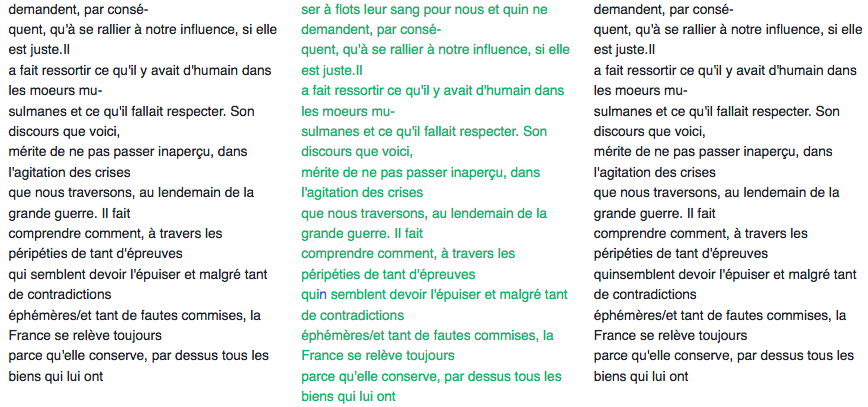 demandent, par consé-
quent, qu'à se rallier à notre influence, si elle
est juste.Il
a fait ressortir ce qu'il y avait d'humain dans
les moeurs mu-
sulmanes et ce qu'il fallait respecter. Son
discours que voici,
mérite de ne pas passer inaperçu, dans
l'agitation des crises
que nous traversons, au lendemain de la
grande guerre. Il fait
comprendre comment, à travers les
péripéties de tant d'épreuves
qui semblent devoir l'épuiser et malgré tant
de contradictions
éphémères/et tant de fautes commises, la
France se relève toujours
parce qu'elle conserve, par dessus tous les
biens qui lui ont
ser à flots leur sang pour nous et quin ne
demandent, par consé-
quent, qu'à se rallier à notre influence, si elle
est juste.Il
a fait ressortir ce qu'il y avait d'humain dans
les moeurs mu-
sulmanes et ce qu'il fallait respecter. Son
discours que voici,
mérite de ne pas passer inaperçu, dans
l'agitation des crises
que nous traversons, au lendemain de la
grande guerre. Il fait
comprendre comment, à travers les
péripéties de tant d'épreuves
quin semblent devoir l'épuiser et malgré tant
de contradictions
éphémères/et tant de fautes commises, la
France se relève toujours
parce qu'elle conserve, par dessus tous les
biens qui lui ont
demandent, par consé-
quent, qu'à se rallier à notre influence, si elle
est juste.Il
a fait ressortir ce qu'il y avait d'humain dans
les moeurs mu-
sulmanes et ce qu'il fallait respecter. Son
discours que voici,
mérite de ne pas passer inaperçu, dans
l'agitation des crises
que nous traversons, au lendemain de la
grande guerre. Il fait
comprendre comment, à travers les
péripéties de tant d'épreuves
quinsemblent devoir l'épuiser et malgré tant
de contradictions
éphémères/et tant de fautes commises, la
France se relève toujours
parce qu'elle conserve, par dessus tous les
biens qui lui ont